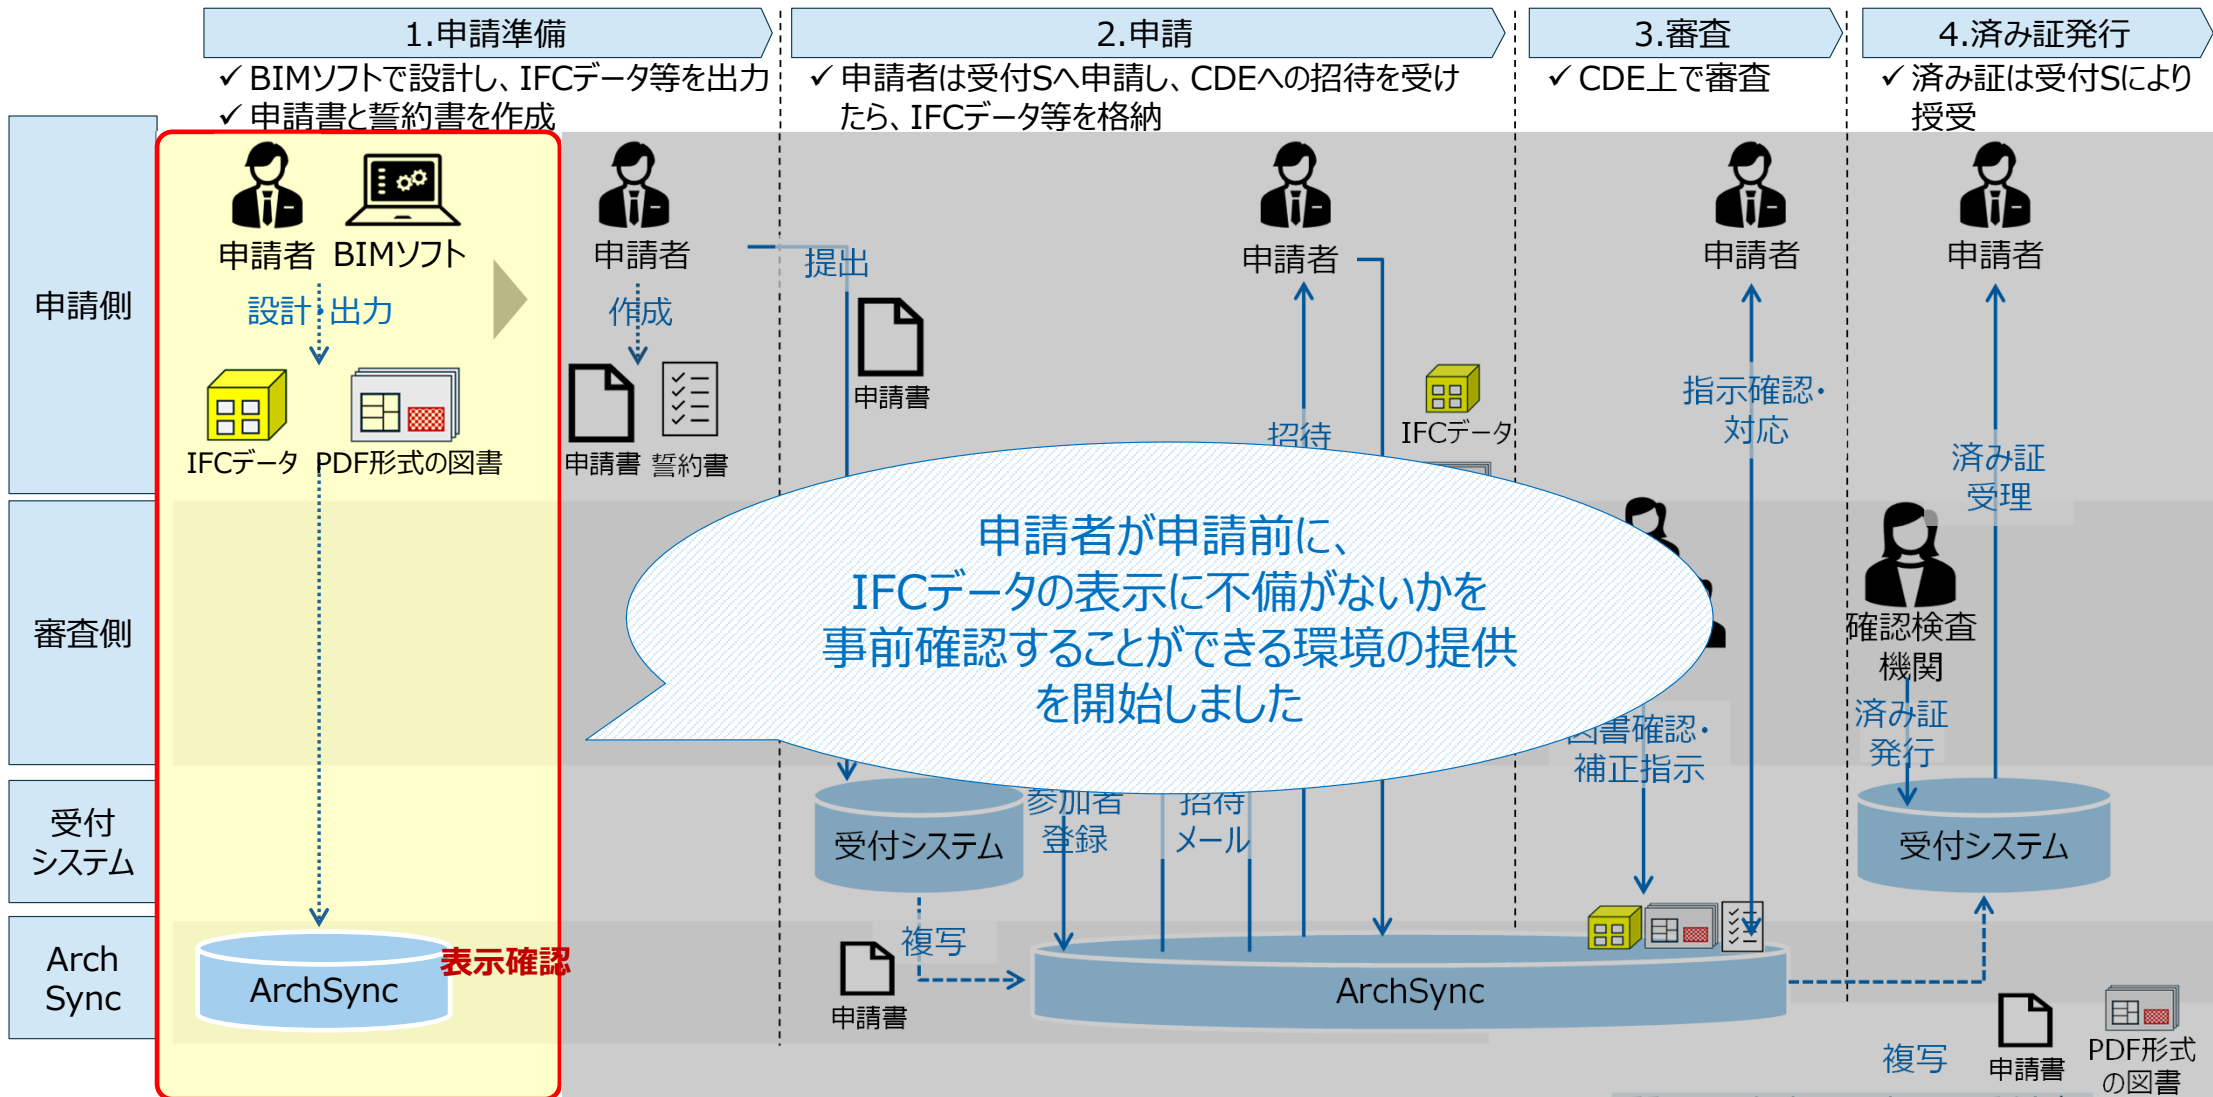 1.申請準備
2.申請
3.審査
4.済み証発行
✓ BIMソフトで設計し、IFCデータ等を出力
✓ 申請書と誓約書を作成
✓ 申請者は受付Sへ申請し、CDEへの招待を受け
たら、IFCデータ等を格納
✓ CDE上で審査
✓ 済み証は受付Sにより
授受
申請側
審査側
受付
システム
Arch
Sync
申請者
BIMソフト
設計・出力
IFCデータ
PDF形式の図書
ArchSync
表示確認
申請者
作成
申請書
誓約書
提出
申請書
申請者
招待
IFCデータ
申請者が申請前に、
IFCデータの表示に不備がないかを
事前確認することができる環境の提供
を開始しました
受付システム
参加者
登録
招待
メール
複写
申請書
ArchSync
申請者
指示確認・
対応
図書確認・
補正指示
申請者
済み証
受理
確認検査
機関
済み証
発行
受付システム
複写
申請書
PDF形式
の図書